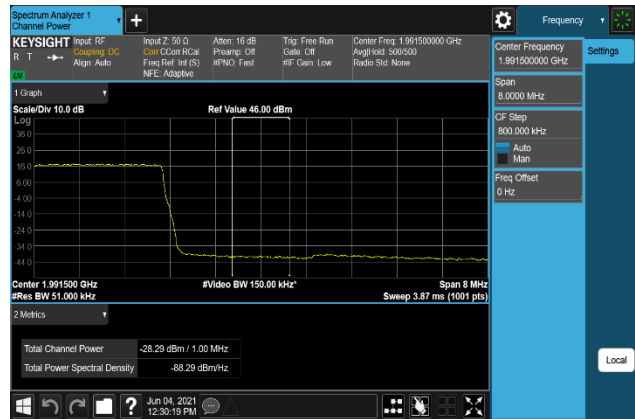 Spectrum Analyzer 1
Channel Power
Frequency
KEYSIGHT
R T
LW
Input: RF
Coupling: DC
Align: Auto
Input Z: 50 Ω
Corr CCorr RCal
Freq Ref: Int (S)
NFE: Adaptive
Atten: 16 dB
Preamp: Off
#PNO: Fast
Trig: Free Run
Gate: Off
#IF Gain: Low
Center Freq: 1.991500000 GHz
Avg|Hold: 500/500
Radio Std: None
Center Frequency
1.991500000 GHz
Settings
Span
8.0000 MHz
CF Step
800.000 kHz
Auto
Man
Freq Offset
0 Hz
1 Graph
Scale/Div 10.0 dB
Ref Value 46.00 dBm
Log
36.0
26.0
16.0
6.00
-4.00
-14.0
-24.0
-34.0
-44.0
Center 1.991500 GHz
#Video BW 150.00 kHz*
Span 8 MHz
#Res BW 51.000 kHz
Sweep 3.87 ms (1001 pts)
2 Metrics
Total Channel Power
-28.29 dBm / 1.00 MHz
Total Power Spectral Density
-88.29 dBm/Hz
Local
?
Jun 04, 2021
12:30:19 PM